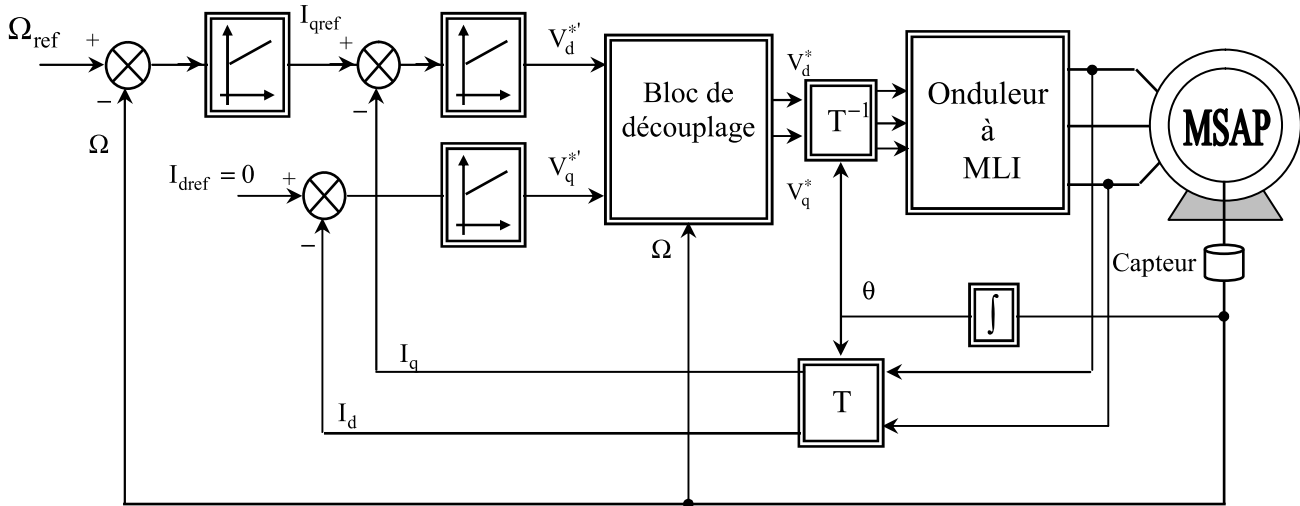 Ω_ref
+
−
Ω
I_qref
+
−
V_d^*'
Bloc de
découplage
V_d^*
T^−1
V_q^*
Onduleur
à
MLI
MSAP
I_dref = 0
+
−
V_q^*'
Ω
Capteur
θ
∫
I_q
T
I_d